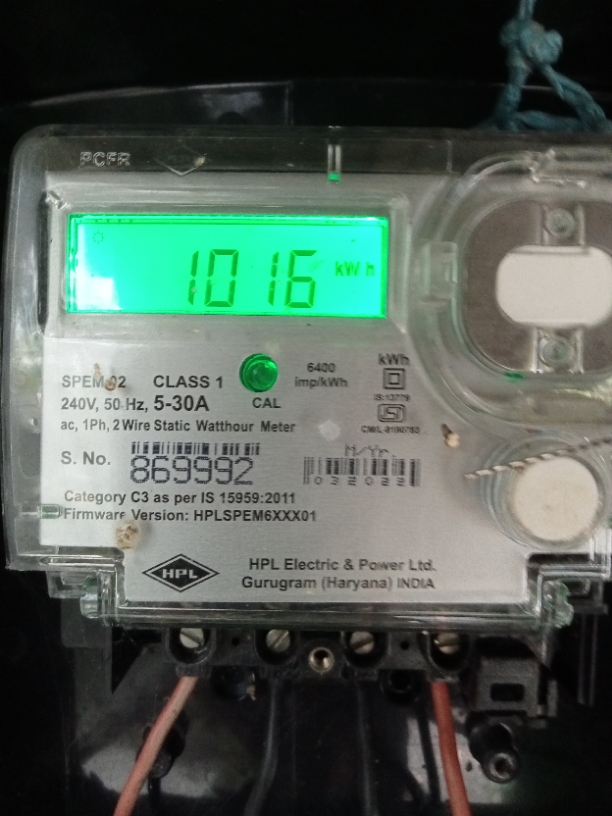 PCFR
1016 kWh
SPEM 02 CLASS 1
6400
imp/kWh
kWh
240V, 50 Hz, 5-30A
CAL
IS:13779
ac, 1Ph, 2 Wire Static Watthour Meter
S. No. 869992
M/Yr.
Category C3 as per IS 15959:2011
Firmware Version: HPLSPEM6XXX01
HPL
HPL Electric & Power Ltd.
Gurugram (Haryana) INDIA